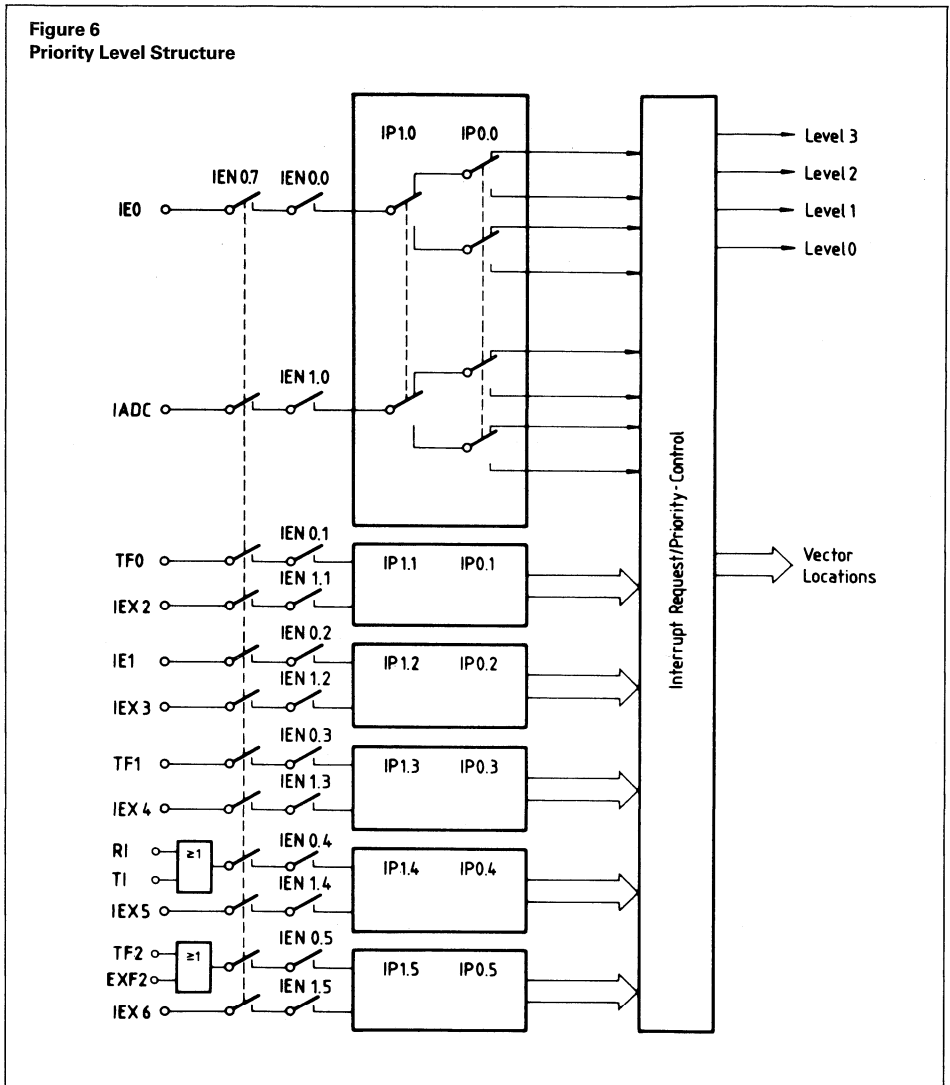 Figure 6
Priority Level Structure
IP1.0 IP0.0
Level 3
Level 2
Level 1
Level 0
IEN 0.7 IEN 0.0
IE0
IEN 1.0
IADC
Interrupt Request/Priority-Control
Vector
Locations
IEN 0.1
TF0
IP1.1 IP0.1
IEN 1.1
IEX 2
IEN 0.2
IE1
IP1.2 IP0.2
IEN 1.2
IEX 3
IEN 0.3
TF1
IP1.3 IP0.3
IEN 1.3
IEX 4
IEN 0.4
RI
≥1
IP1.4 IP0.4
TI
IEN 1.4
IEX5
IEN 0.5
TF2
≥1
IP1.5 IP0.5
EXF2
IEN 1.5
IEX 6